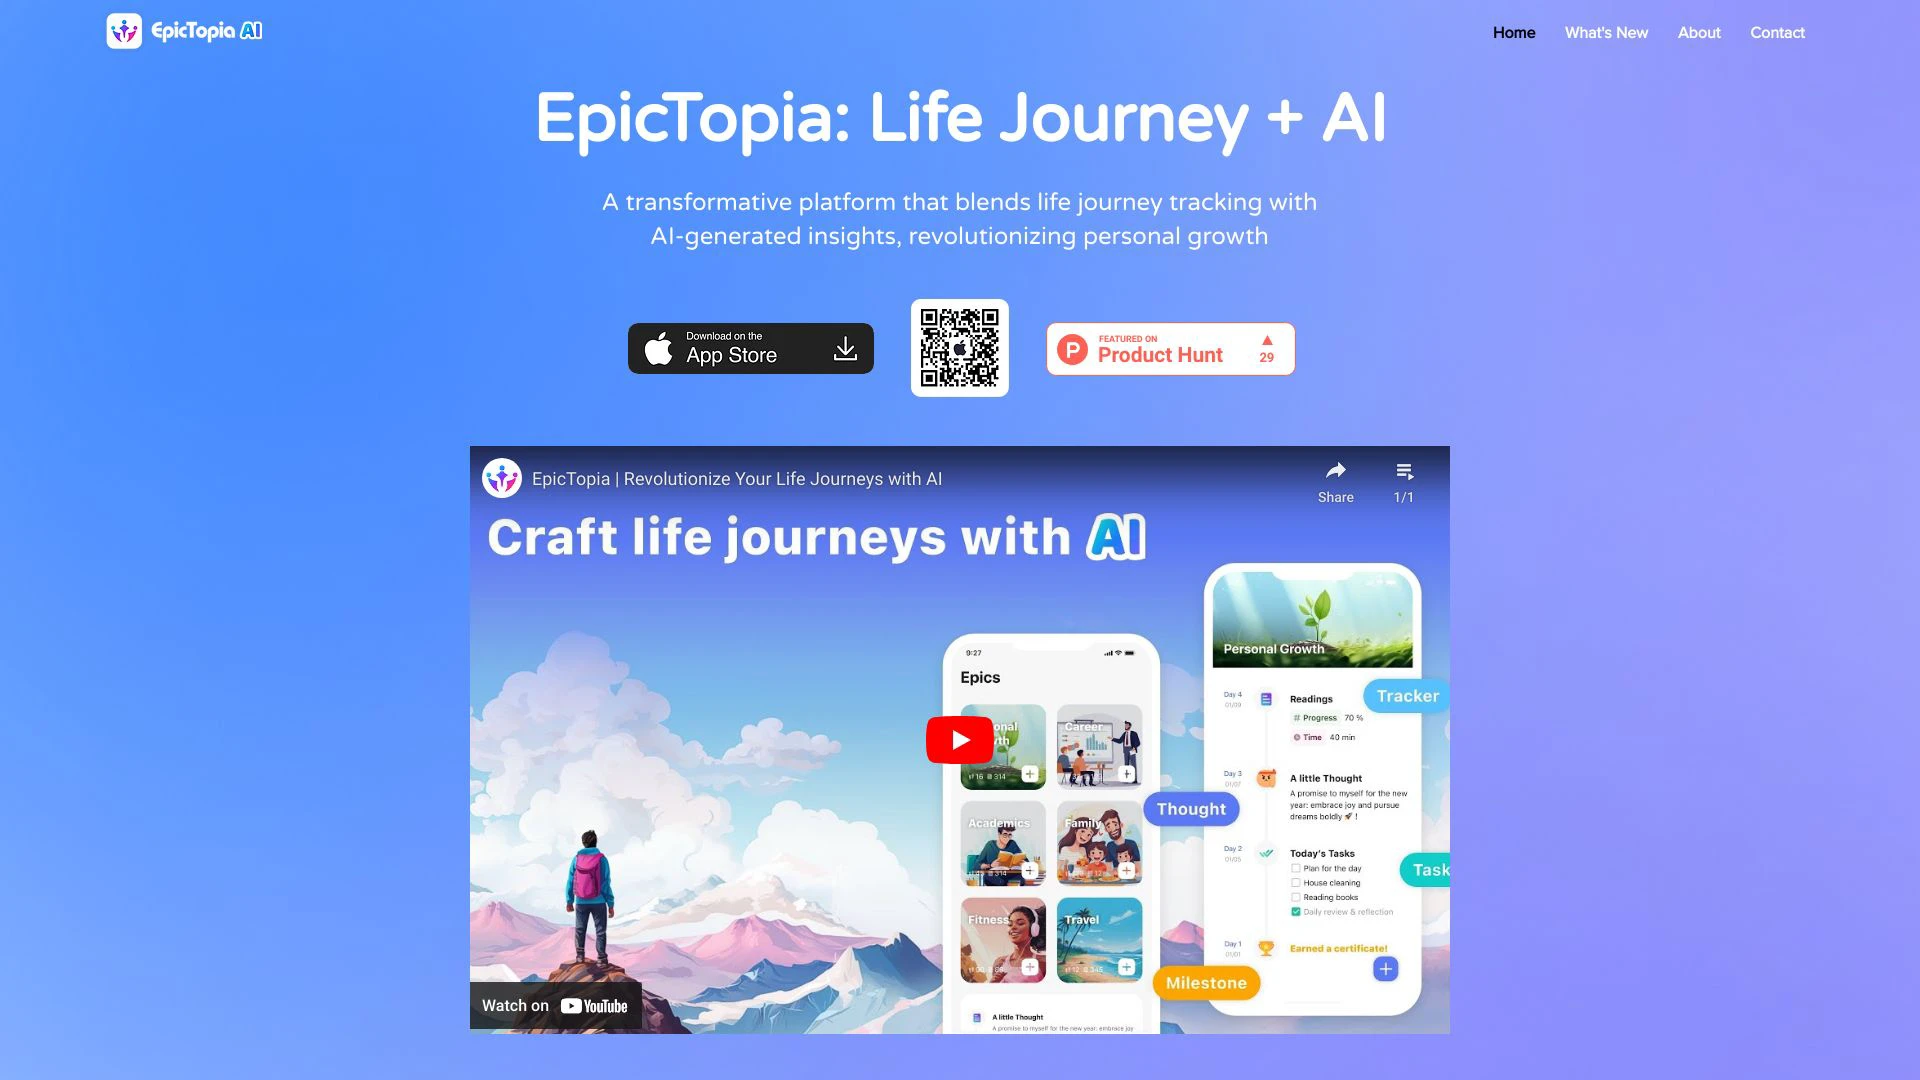 EpicTopia AI
Home
What's New
About
Contact
EpicTopia: Life Journey + AI
A transformative platform that blends life journey tracking with
AI-generated insights, revolutionizing personal growth
Download on the
App Store
FEATURED ON
Product Hunt
29
EpicTopia | Revolutionize Your Life Journeys with AI
Share
1/1
Craft life journeys with AI
9:27
Epics
Career
Academics
Family
Fitness
Travel
A little Thought
A promise to myself for the new year: embrace joy
Personal Growth
Day 4
01/09
Readings
# Progress 70 %
Time 40 min
Tracker
Day 3
01/07
A little Thought
A promise to myself for the new
year: embrace joy and pursue
dreams boldly 🚀 !
Thought
Day 2
01/05
Today's Tasks
Plan for the day
House cleaning
Reading books
Daily review & reflection
Task
Day 1
01/01
Earned a certificate!
Milestone
Watch on YouTube